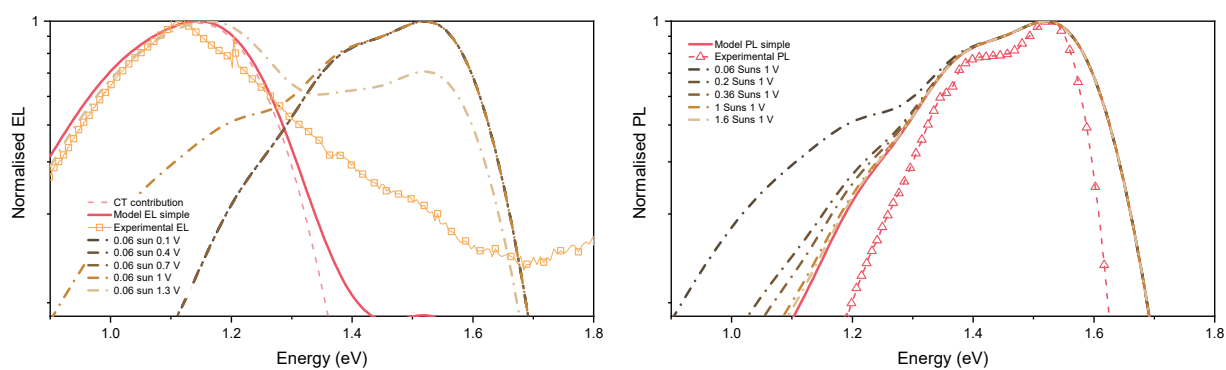 1
Normalised EL
CT contribution
Model EL simple
Experimental EL
0.06 sun 0.1 V
0.06 sun 0.4 V
0.06 sun 0.7 V
0.06 sun 1 V
0.06 sun 1.3 V
1.0
1.2
1.4
1.6
1.8
Energy (eV)
1
Normalised PL
Model PL simple
Experimental PL
0.06 Suns 1 V
0.2 Suns 1 V
0.36 Suns 1 V
1 Suns 1 V
1.6 Suns 1 V
1.0
1.2
1.4
1.6
1.8
Energy (eV)